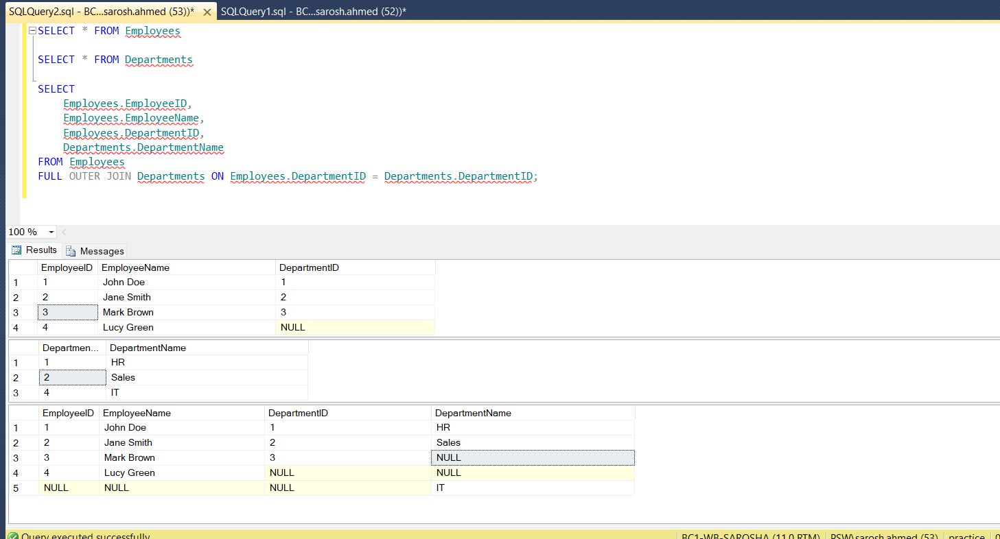 SQLQuery2.sql - BC...sarosh.ahmed (53))* SQLQuery1.sql - BC...sarosh.ahmed (52))*
SELECT * FROM Employees
SELECT * FROM Departments
SELECT
Employees.EmployeeID,
Employees.EmployeeName,
Employees.DepartmentID,
Departments.DepartmentName
FROM Employees
FULL OUTER JOIN Departments ON Employees.DepartmentID = Departments.DepartmentID;
100 %
Results Messages
EmployeeID EmployeeName DepartmentID
1 1 John Doe 1
2 2 Jane Smith 2
3 3 Mark Brown 3
4 4 Lucy Green NULL
Departmen... DepartmentName
1 1 HR
2 2 Sales
3 4 IT
EmployeeID EmployeeName DepartmentID DepartmentName
1 1 John Doe 1 HR
2 2 Jane Smith 2 Sales
3 3 Mark Brown 3 NULL
4 4 Lucy Green NULL NULL
5 NULL NULL NULL IT
Query executed successfully. BC1-WB-SAROSHA (11.0 RTM) PSW\sarosh.ahmed (53) practice